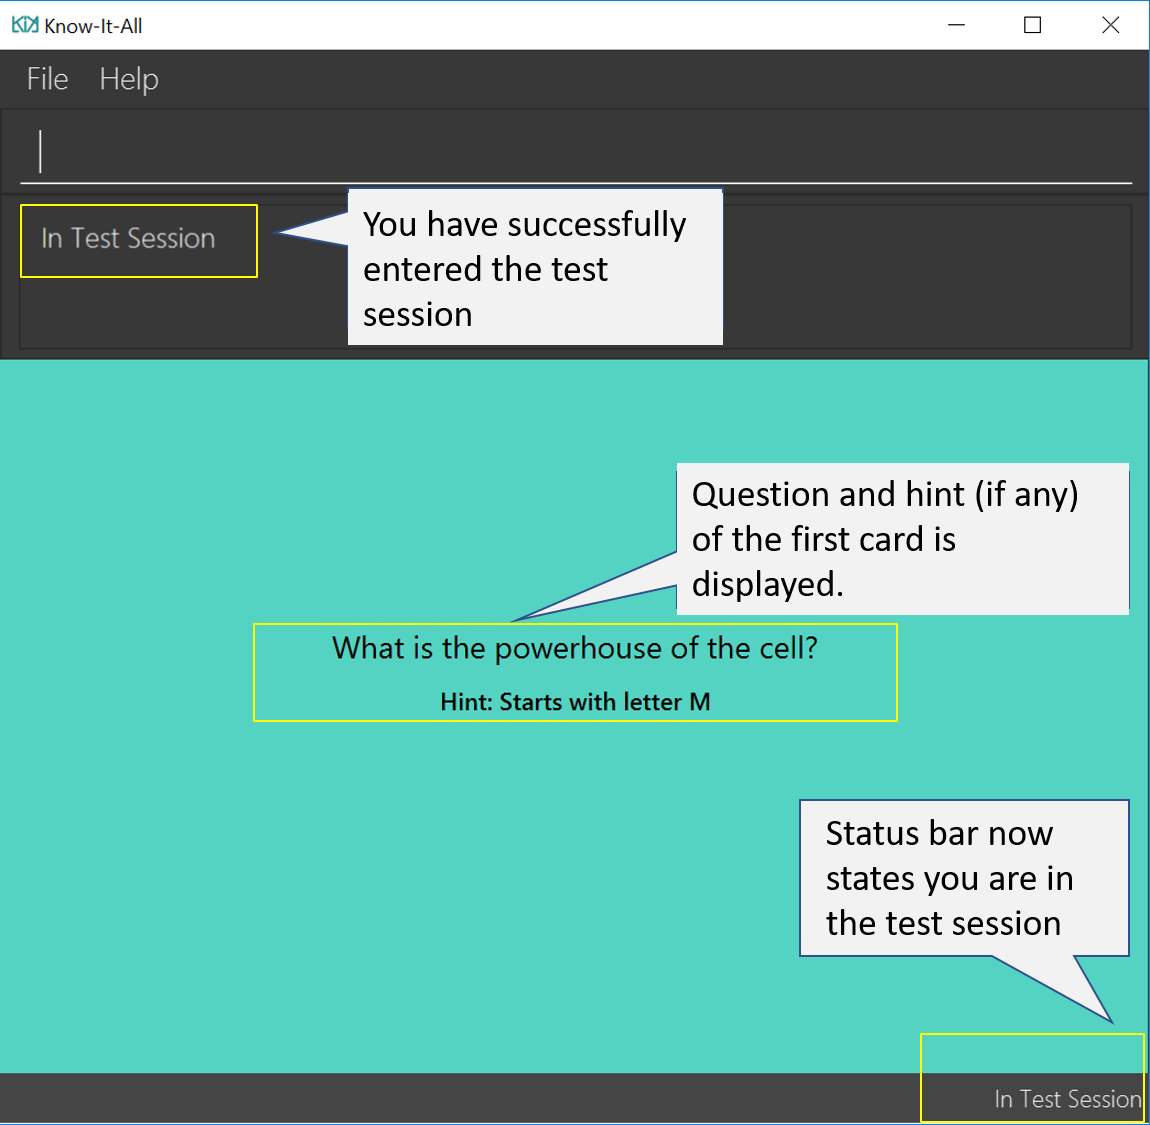 KIA Know-It-All
File Help
In Test Session
You have successfully
entered the test
session
Question and hint (if any)
of the first card is
displayed.
What is the powerhouse of the cell?
Hint: Starts with letter M
Status bar now
states you are in
the test session
In Test Session